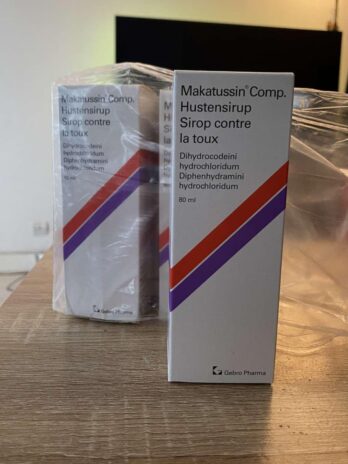 Makatussin® Comp.
Hustensirup
Sirop contre
la toux
Dihydrocodeini
hydrochloridum
Diphenhydramini
hydrochloridum
80 ml
Gebro Pharma
Makatussin® Comp.
Hustensirup
Sirop contre
la toux
Dihydrocodeini
hydrochloridum
Diphenhydramini
hydrochloridum
Gebro Pharma